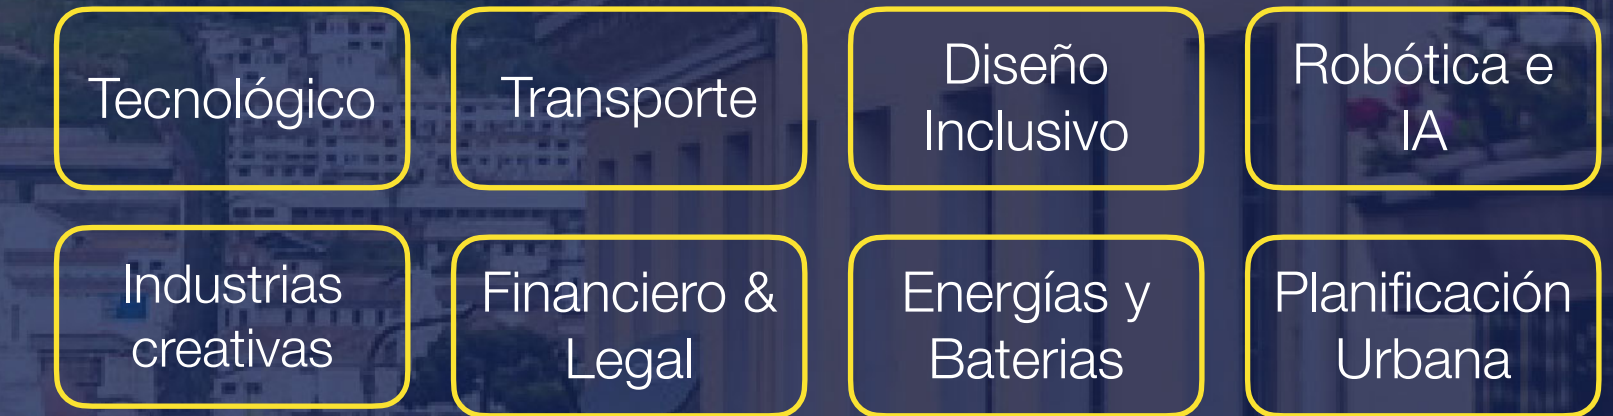 Tecnológico
Transporte
Diseño
Inclusivo
Robótica e
IA
Industrias
creativas
Financiero &
Legal
Energías y
Baterias
Planificación
Urbana